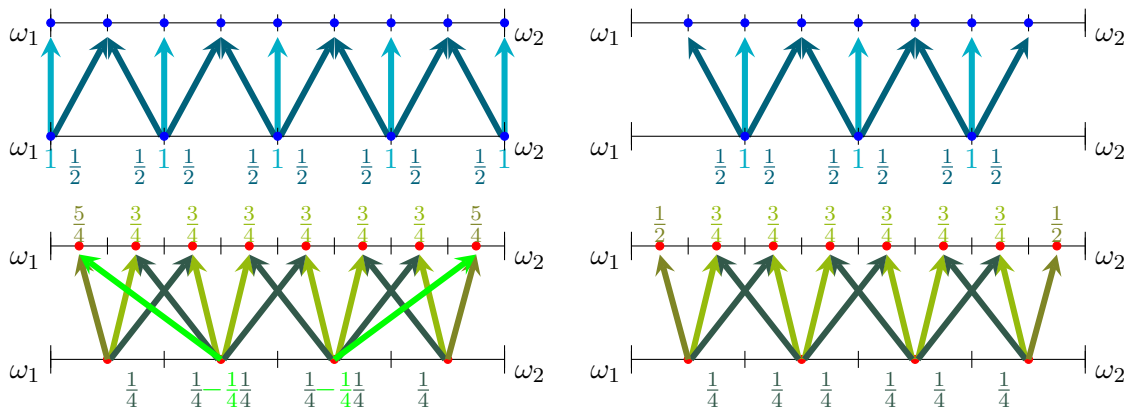 ω₁ ω₂ ω₁ ω₂
ω₁ ω₂ ω₁ ω₂
1 1/2 1/2 1 1/2 1/2 1 1/2 1/2 1 1/2 1/2 1 1/2 1 1/2 1/2 1 1/2 1/2 1 1/2
5/4 3/4 3/4 3/4 3/4 3/4 3/4 5/4 1/2 3/4 3/4 3/4 3/4 3/4 3/4 1/2
ω₁ ω₂ ω₁ ω₂
ω₁ ω₂ ω₁ ω₂
1/4 1/4 −1/4 1/4 1/4 −1/4 1/4 1/4 1/4 1/4 1/4 1/4 1/4 1/4